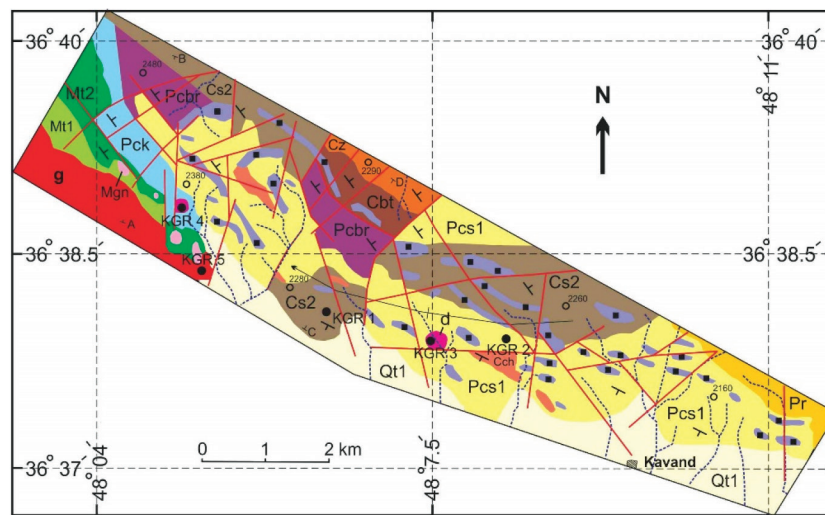 36° 40´
36° 40´
48° 11´
N
2480
B
Mt2
Pcbr
Cs2
Mt1
Pck
Cz
2290
D
g
Mgn
2380
Cbt
A
KGR 4
Pcbr
Pcs1
36° 38.5´
36° 38.5´
KGR 5
2280
Cs2
Cs2
2260
C
KGR 1
d
KGR 3
KGR 2
Cch
Qt1
Pcs1
2160
Pr
Pcs1
0 1 2 km
36° 37´
Kavand
Qt1
48° 04´
48° 7.5´